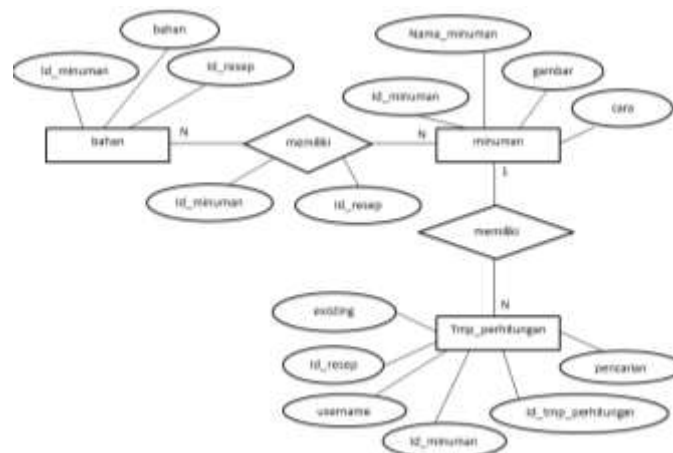 bahan
Nama_minuman
Id_minuman
Id_resep
gambar
Id_minuman
cara
bahan
N
memiliki
N
minuman
Id_minuman
Id_resep
1
memiliki
N
existing
Tmp_perhitungan
Id_resep
pencarian
username
Id_tmp_perhitungan
Id_minuman